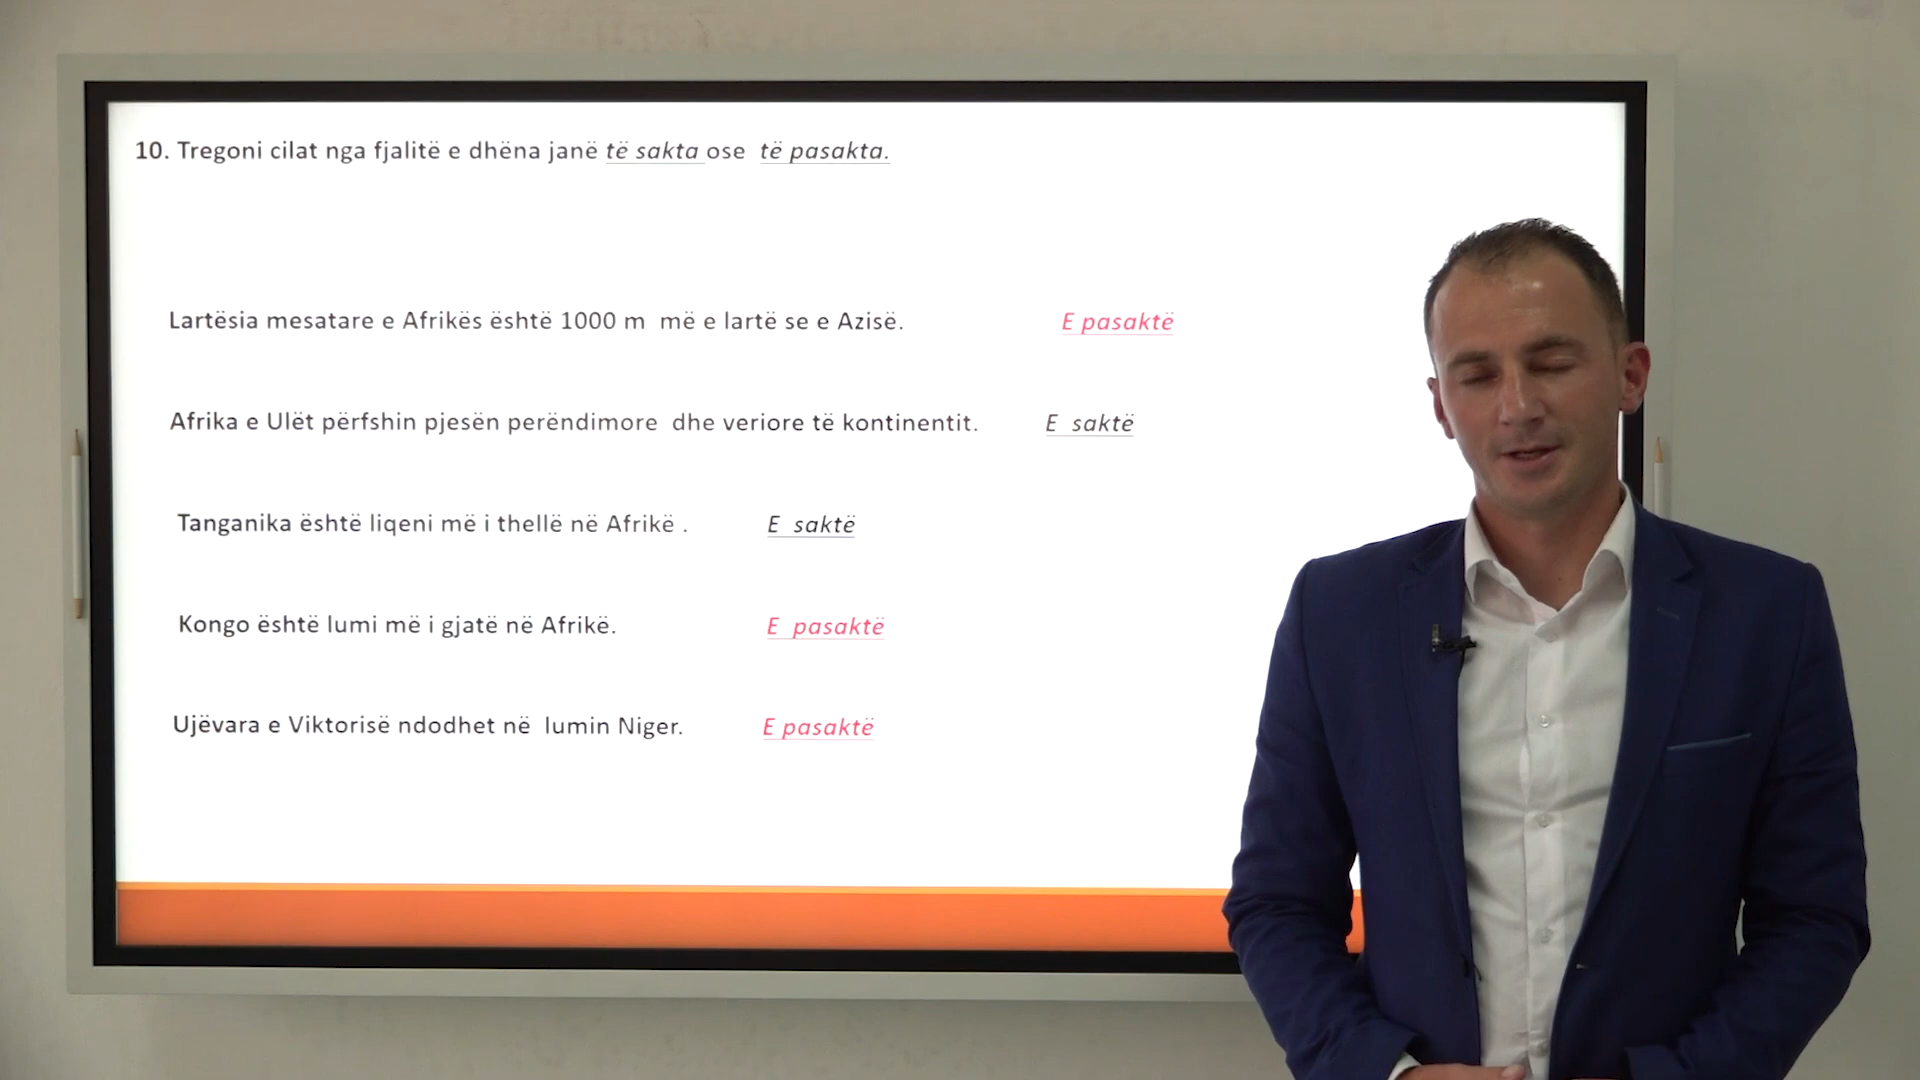 10. Tregoni cilat nga fjalitë e dhëna janë të sakta ose të pasakta.
Lartësia mesatare e Afrikës është 1000 m më e lartë se e Azisë. E pasaktë
Afrika e Ulët përfshin pjesën perëndimore dhe veriore të kontinentit. E saktë
Tanganika është liqeni më i thellë në Afrikë . E saktë
Kongo është lumi më i gjatë në Afrikë. E pasaktë
Ujëvara e Viktorisë ndodhet në lumin Niger. E pasaktë